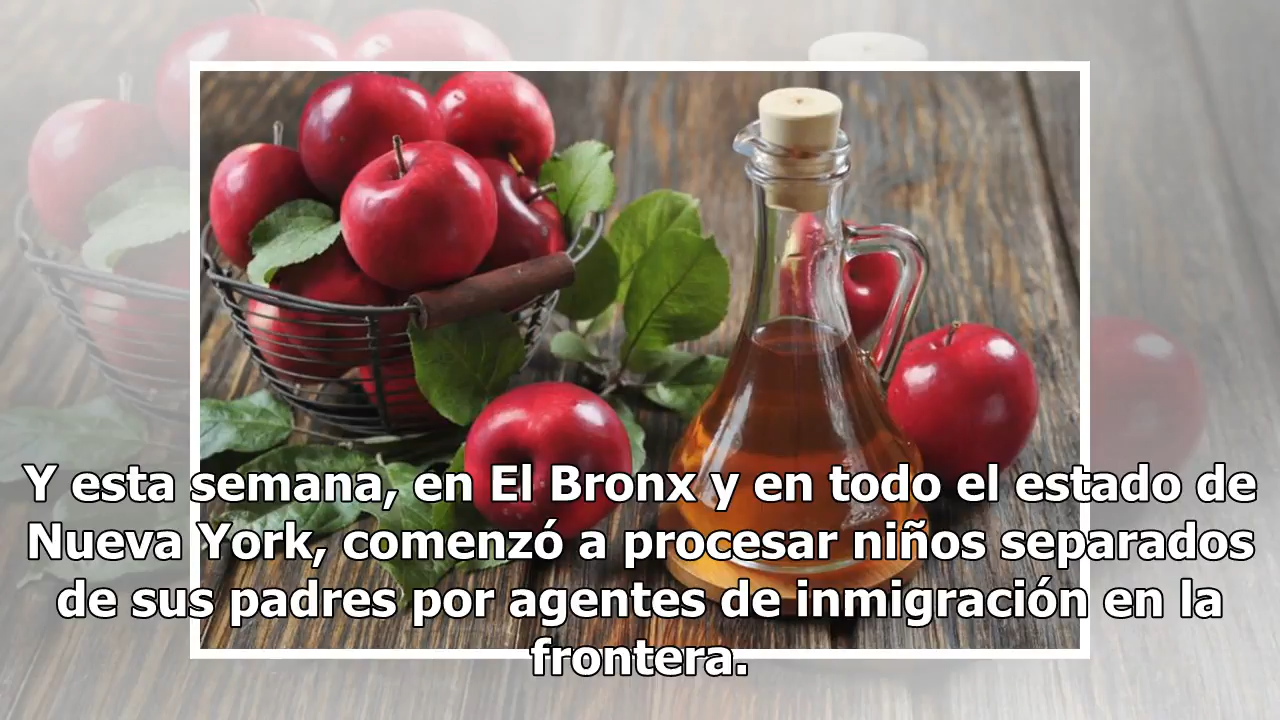 Y esta semana, en El Bronx y en todo el estado de
Nueva York, comenzó a procesar niños separados
de sus padres por agentes de inmigración en la
frontera.